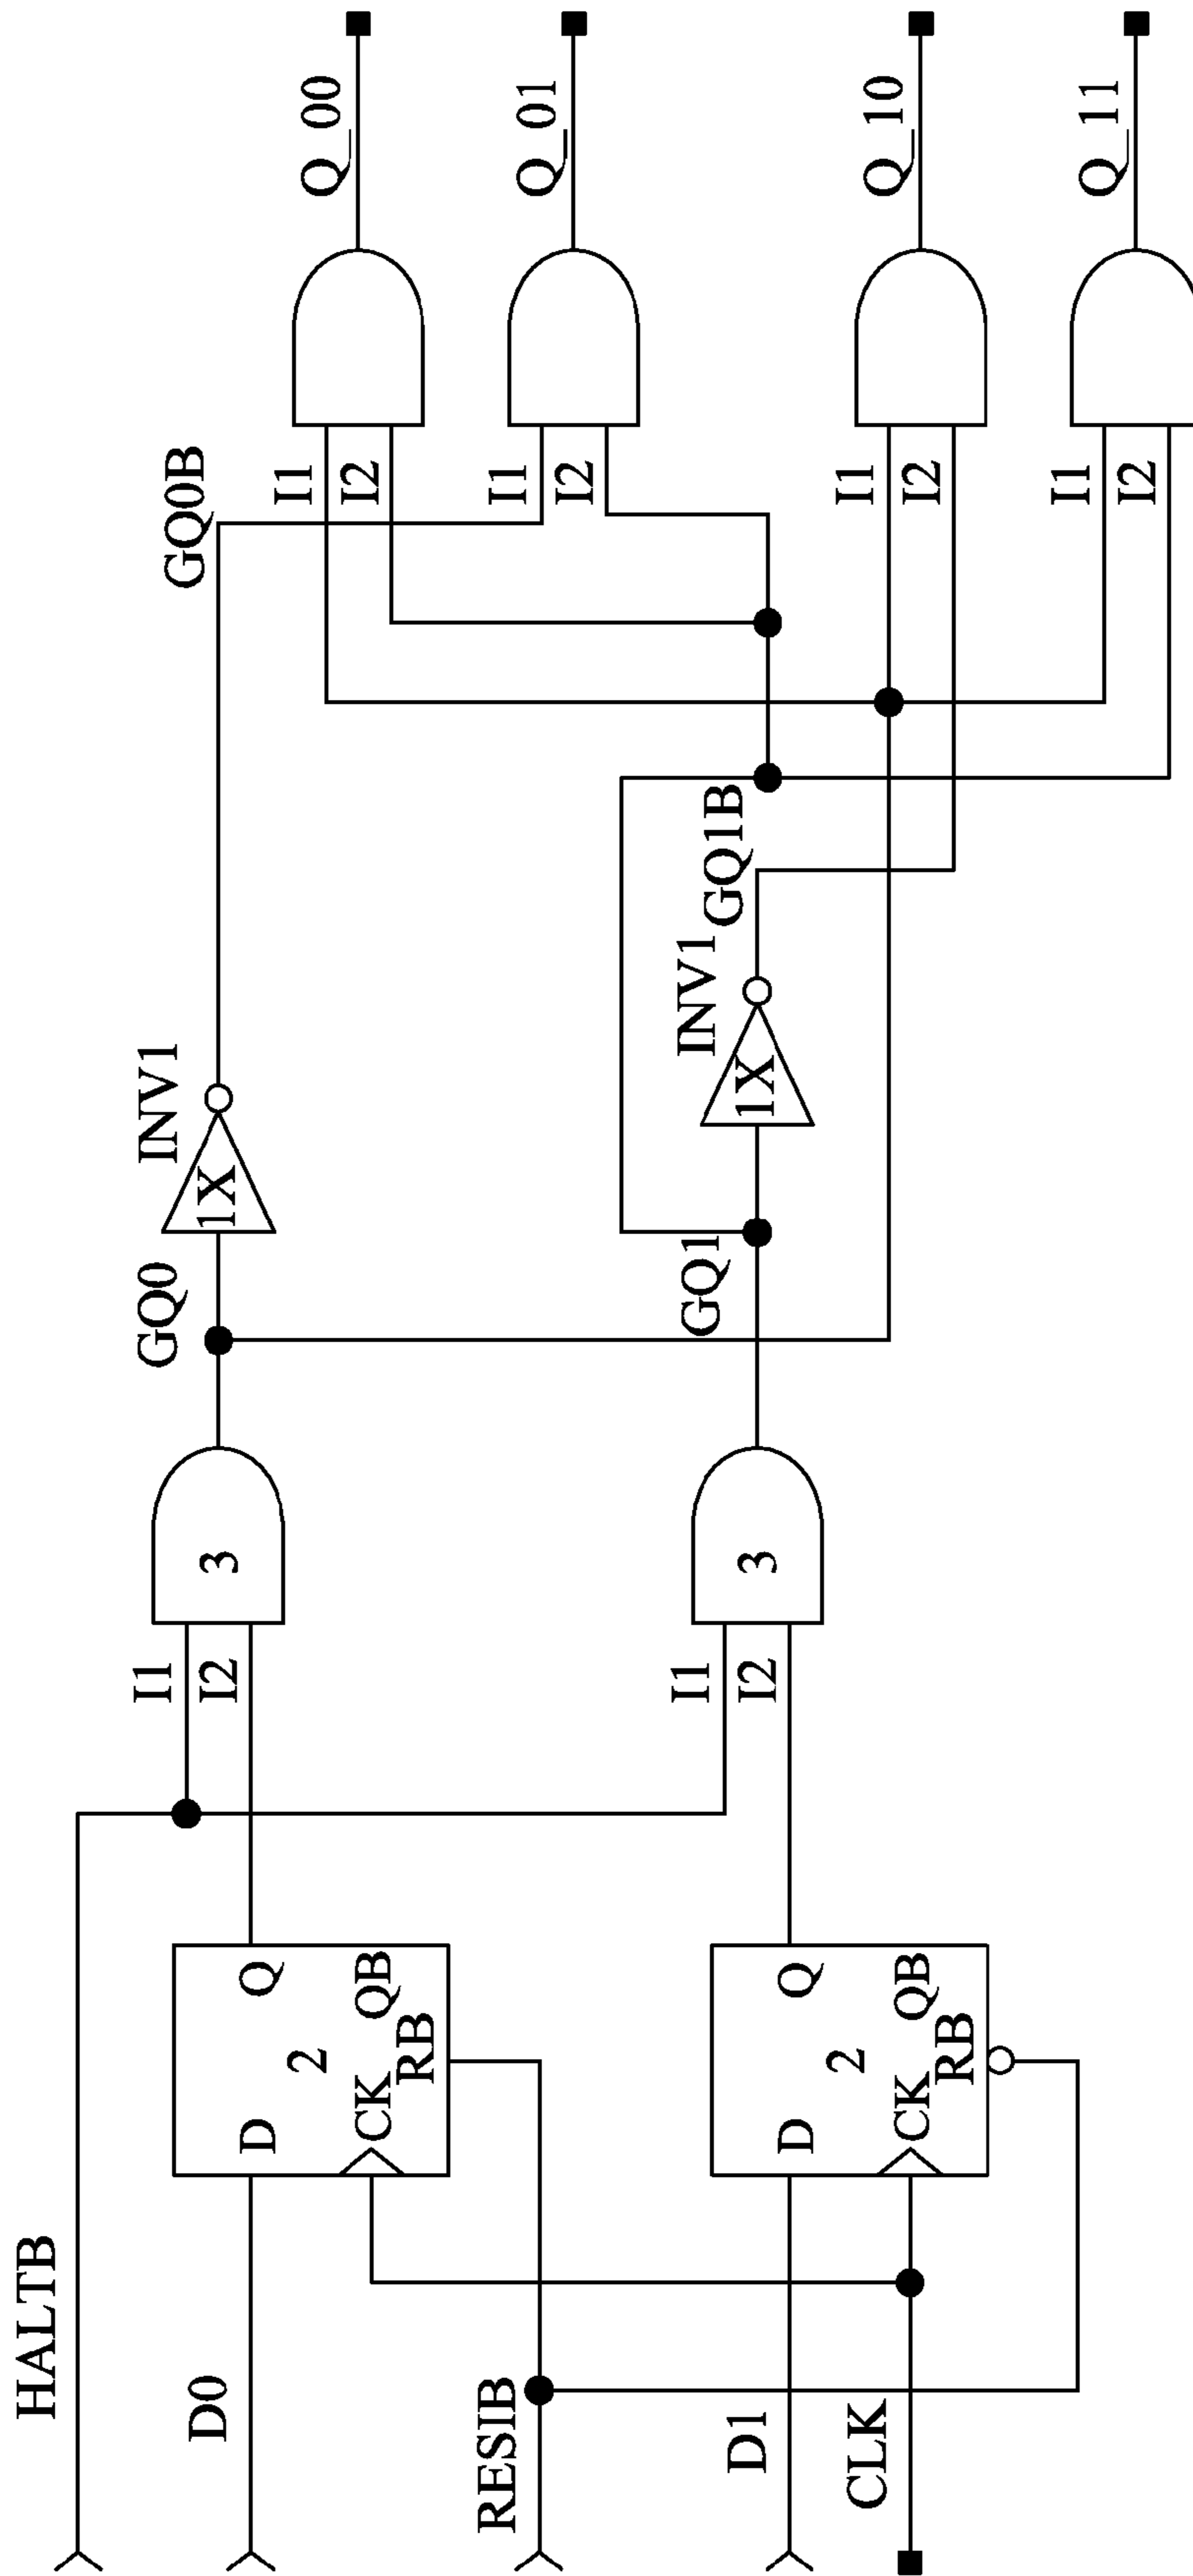 HALTB
D0
RESIB
D1
CLK
D
Q
2
CK
QB
RB
D
Q
2
CK
QB
RB
I1
I2
3
I1
I2
3
GQ0
INV1
1X
GQ0B
GQ1
INV1
1X
GQ1B
I1
I2
Q_00
I1
I2
Q_01
I1
I2
Q_10
I1
I2
Q_11